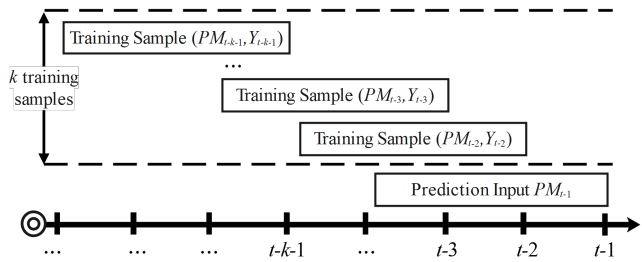 Training Sample (PMₜ₋ₖ₋₁,Yₜ₋ₖ₋₁)
...
k training
samples
Training Sample (PMₜ₋₃,Yₜ₋₃)
Training Sample (PMₜ₋₂,Yₜ₋₂)
Prediction Input PMₜ₋₁
... ... ... t-k-1 ... t-3 t-2 t-1